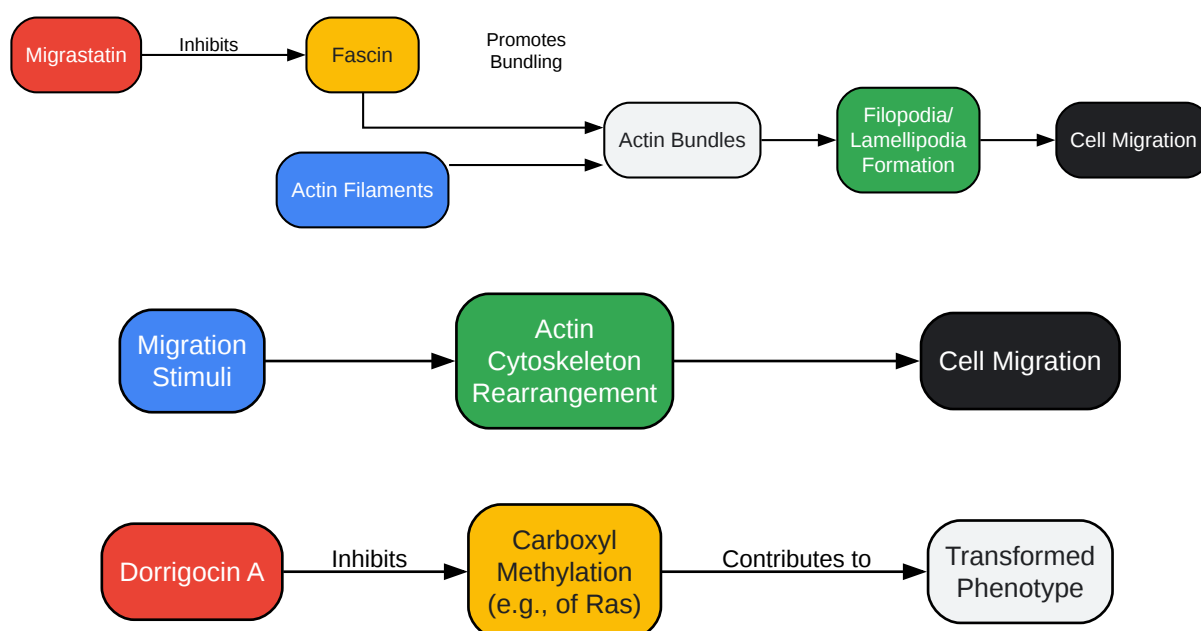 Migrastatin
Inhibits
Fascin
Promotes
Bundling
Actin Filaments
Actin Bundles
Filopodia/
Lamellipodia
Formation
Cell Migration
Migration
Stimuli
Actin
Cytoskeleton
Rearrangement
Cell Migration
Dorrigocin A
Inhibits
Carboxyl
Methylation
(e.g., of Ras)
Contributes to
Transformed
Phenotype